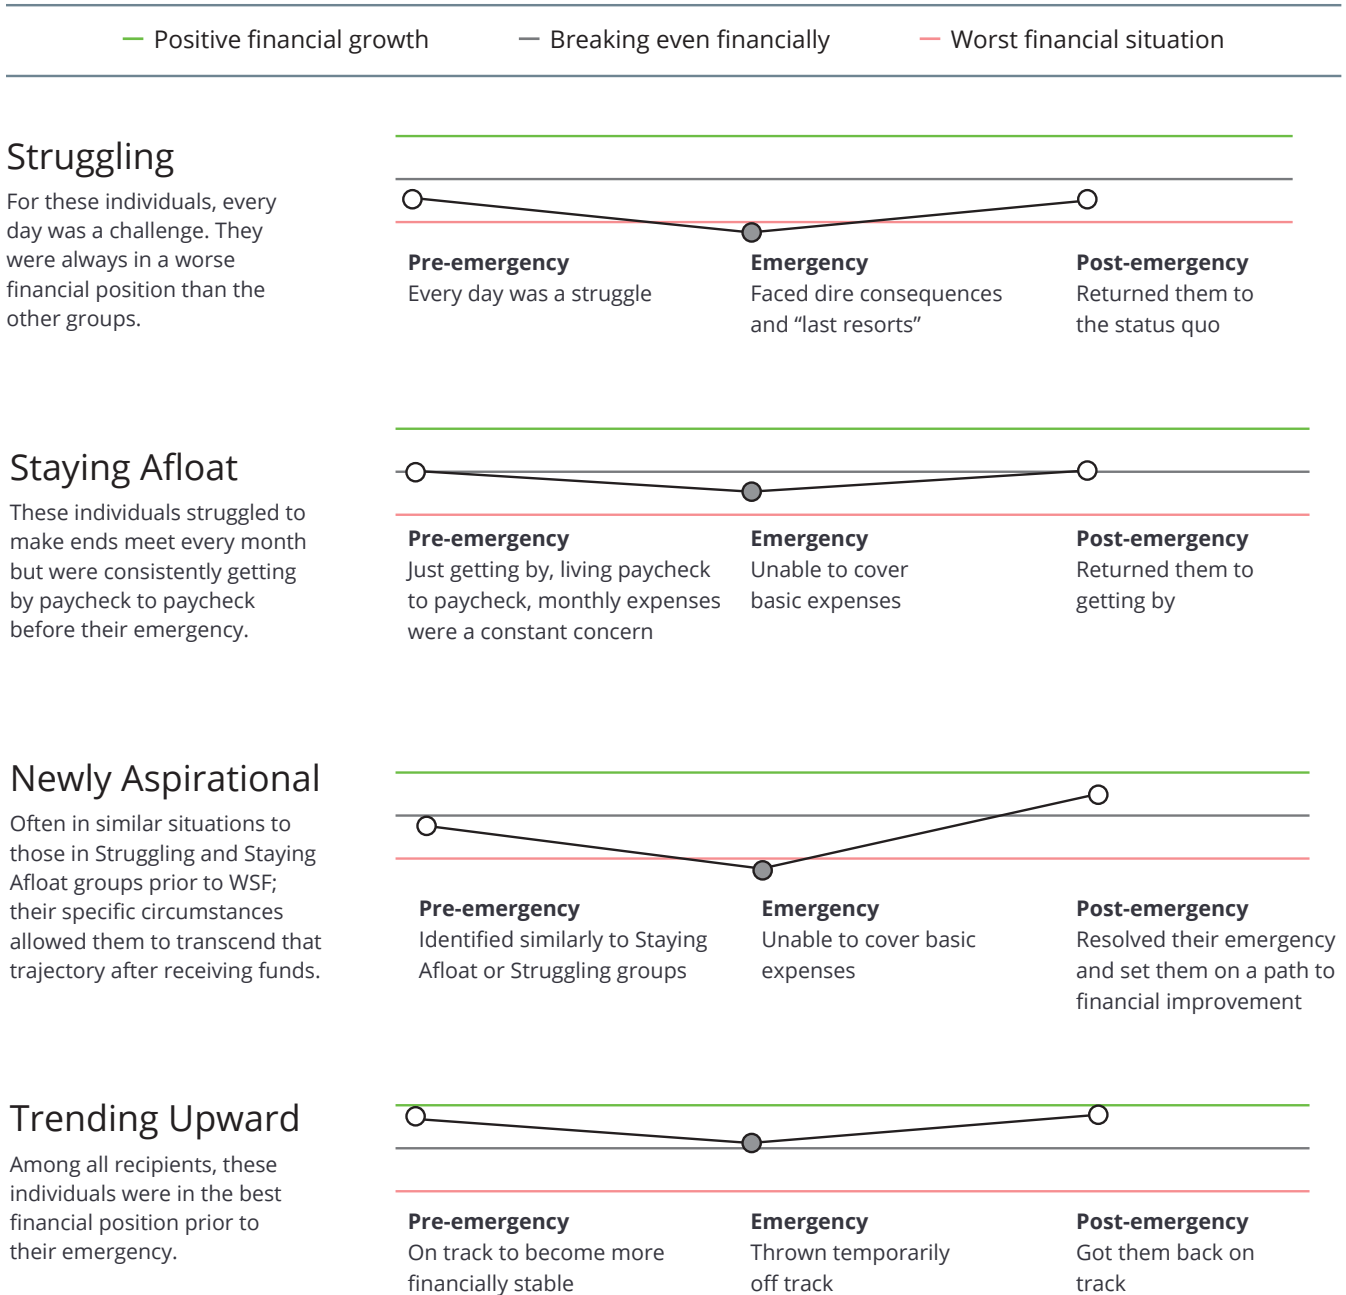 Positive financial growth
Breaking even financially
Worst financial situation
Struggling
For these individuals, every
day was a challenge. They
were always in a worse
financial position than the
other groups.
Pre-emergency
Every day was a struggle
Emergency
Faced dire consequences
and “last resorts”
Post-emergency
Returned them to
the status quo
Staying Afloat
These individuals struggled to
make ends meet every month
but were consistently getting
by paycheck to paycheck
before their emergency.
Pre-emergency
Just getting by, living paycheck
to paycheck, monthly expenses
were a constant concern
Emergency
Unable to cover
basic expenses
Post-emergency
Returned them to
getting by
Newly Aspirational
Often in similar situations to
those in Struggling and Staying
Afloat groups prior to WSF;
their specific circumstances
allowed them to transcend that
trajectory after receiving funds.
Pre-emergency
Identified similarly to Staying
Afloat or Struggling groups
Emergency
Unable to cover basic
expenses
Post-emergency
Resolved their emergency
and set them on a path to
financial improvement
Trending Upward
Among all recipients, these
individuals were in the best
financial position prior to
their emergency.
Pre-emergency
On track to become more
financially stable
Emergency
Thrown temporarily
off track
Post-emergency
Got them back on
track